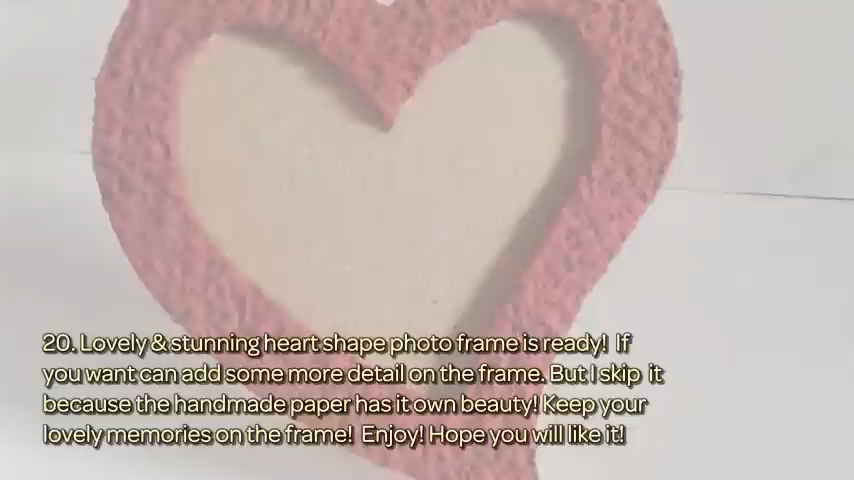 20. Lovely & stunning heart shape photo frame is ready! If
you want can add some more detail on the frame. But I skip it
because the handmade paper has it own beauty! Keep your
lovely memories on the frame! Enjoy! Hope you will like it!